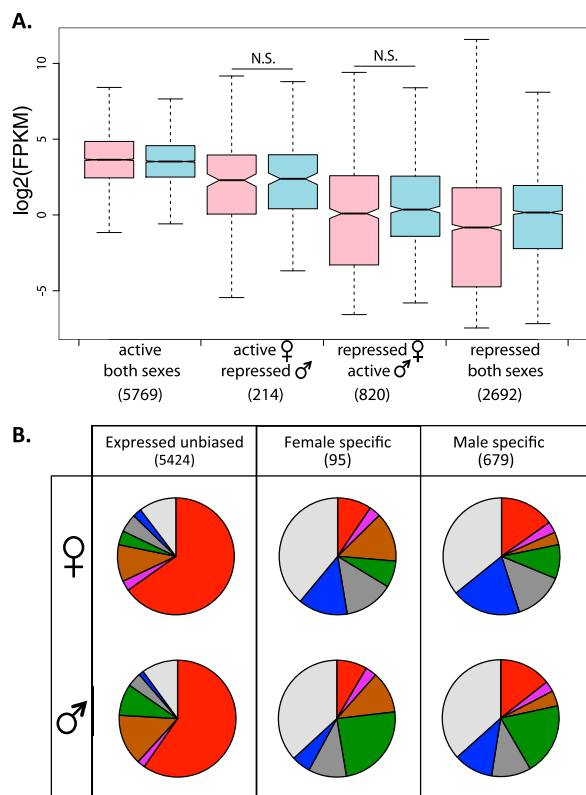 A.
N.S. N.S.
log2(FPKM)
10
5
0
-5
active both sexes (5769)
active ♀ repressed ♂ (214)
repressed ♀ active ♂ (820)
repressed both sexes (2692)
B.
Expressed unbiased (5424)
Female specific (95)
Male specific (679)
♀
♂